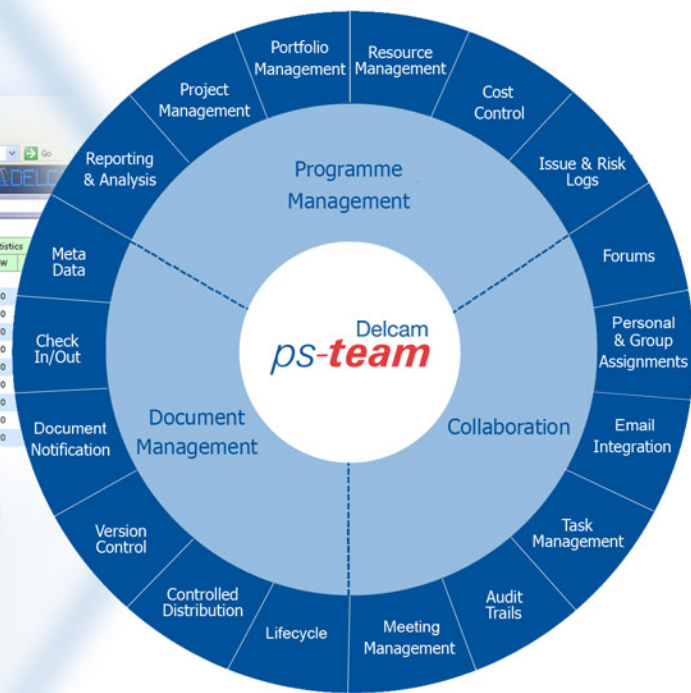 Portfolio
Management
Resource
Management
Project
Management
Cost
Control
Reporting
& Analysis
Issue & Risk
Logs
Programme
Management
Go
Meta
Data
Forums
Check
In/Out
Personal
& Group
Assignments
Delcam
ps-team
Document
Notification
Document
Management
Collaboration
Email
Integration
Version
Control
Task
Management
Controlled
Distribution
Audit
Trails
Lifecycle
Meeting
Management